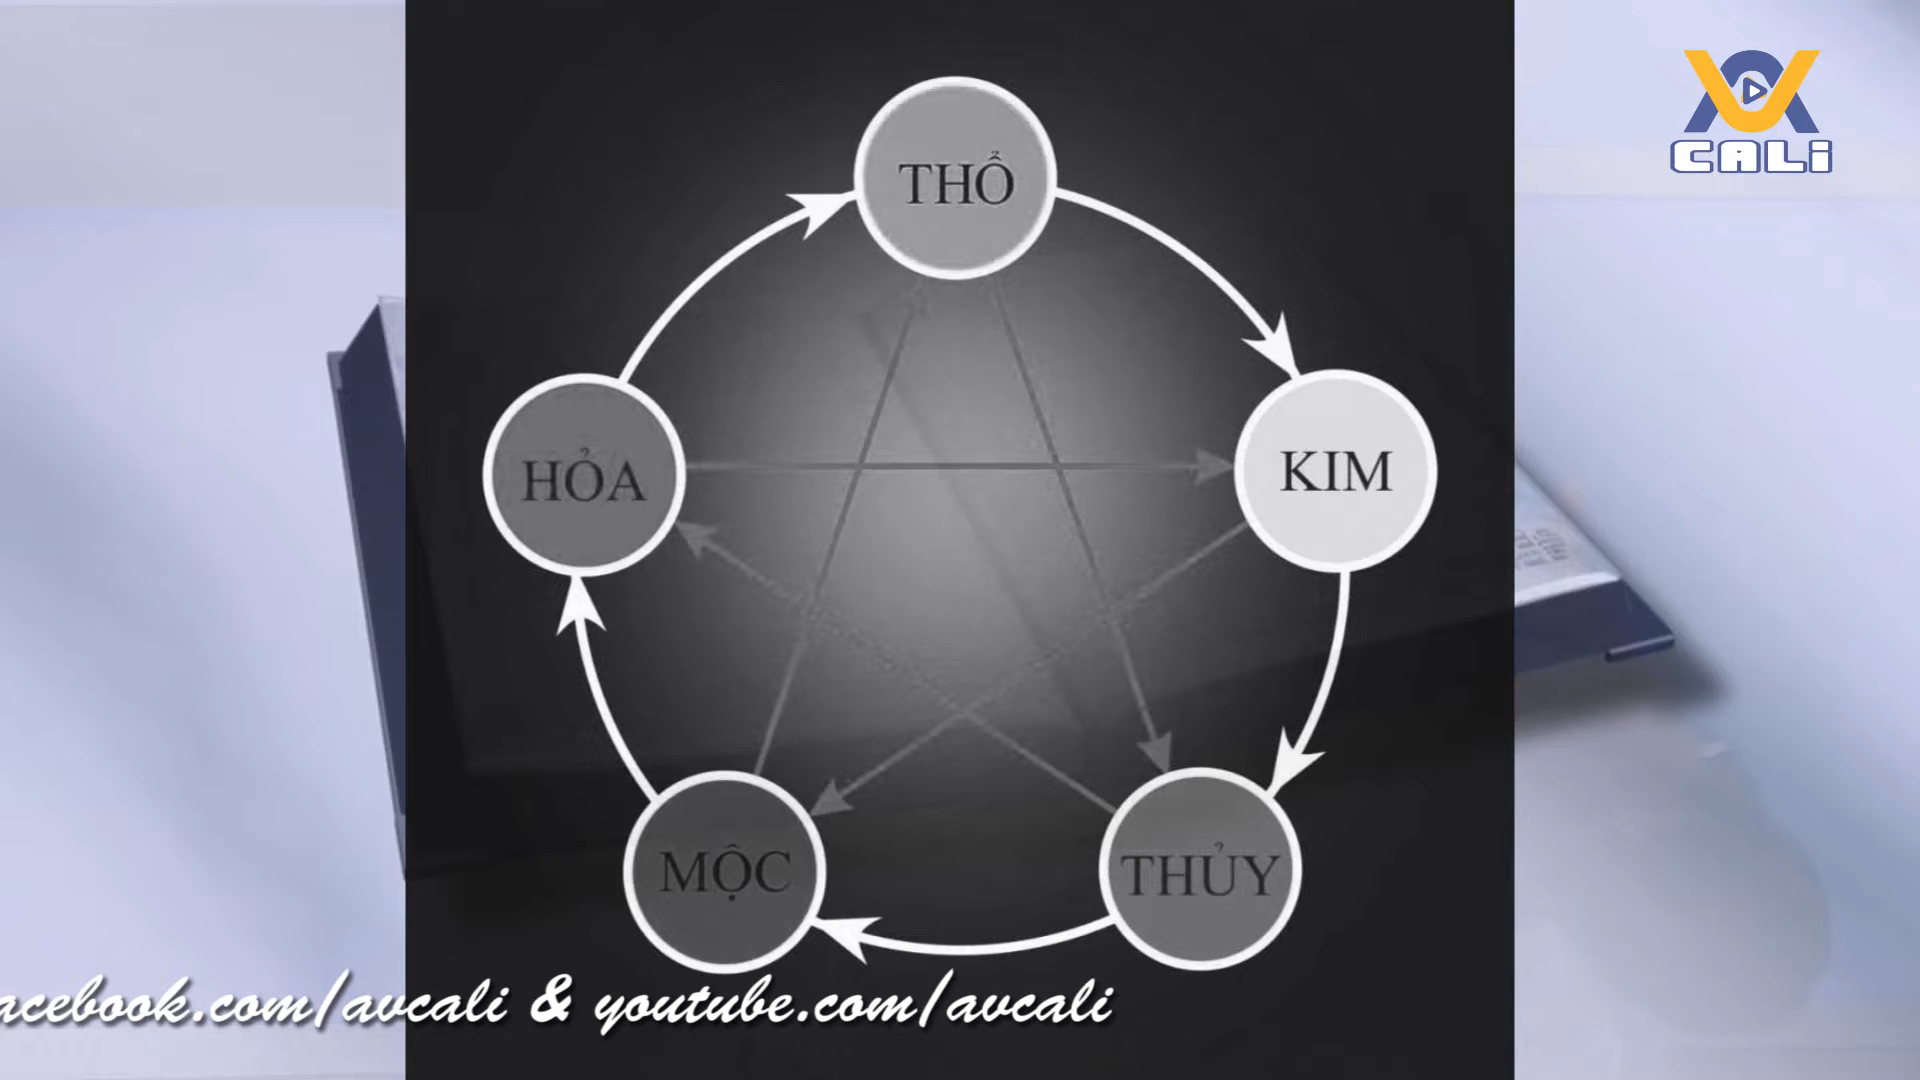 CALi
THỔ
HỎA
KIM
MỘC
THỦY
acebook.com/avcali & youtube.com/avcali